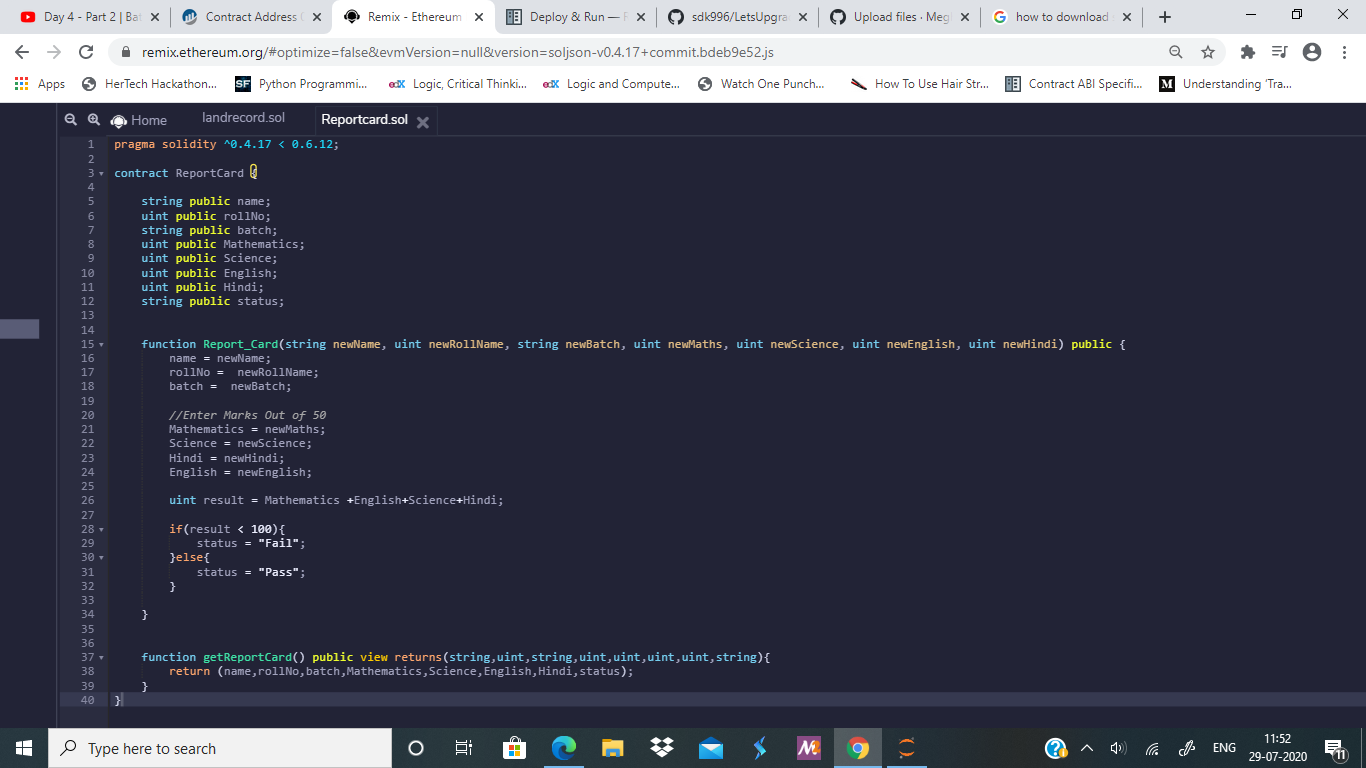 Day 4 - Part 2 | Bat
Contract Address
Remix - Ethereum
Deploy & Run —
sdk996/LetsUpgra
Upload files · Meg
how to download
remix.ethereum.org/#optimize=false&evmVersion=null&version=soljson-v0.4.17+commit.bdeb9e52.js
Apps
HerTech Hackathon...
SF
Python Programmi...
edX
Logic, Critical Thinki...
edX
Logic and Compute...
Watch One Punch...
How To Use Hair Str...
Contract ABI Specifi...
M
Understanding 'Tra...
Home
landrecord.sol
Reportcard.sol
1 pragma solidity ^0.4.17 < 0.6.12;
2
3 contract ReportCard {
4
5 string public name;
6 uint public rollNo;
7 string public batch;
8 uint public Mathematics;
9 uint public Science;
10 uint public English;
11 uint public Hindi;
12 string public status;
13
14
15 function Report_Card(string newName, uint newRollName, string newBatch, uint newMaths, uint newScience, uint newEnglish, uint newHindi) public {
16 name = newName;
17 rollNo =  newRollName;
18 batch =  newBatch;
19
20 //Enter Marks Out of 50
21 Mathematics = newMaths;
22 Science = newScience;
23 Hindi = newHindi;
24 English = newEnglish;
25
26 uint result = Mathematics +English+Science+Hindi;
27
28 if(result < 100){
29 status = "Fail";
30 }else{
31 status = "Pass";
32 }
33
34 }
35
36
37 function getReportCard() public view returns(string,uint,string,uint,uint,uint,uint,string){
38 return (name,rollNo,batch,Mathematics,Science,English,Hindi,status);
39 }
40 }
Type here to search
ENG
11:52
29-07-2020
11